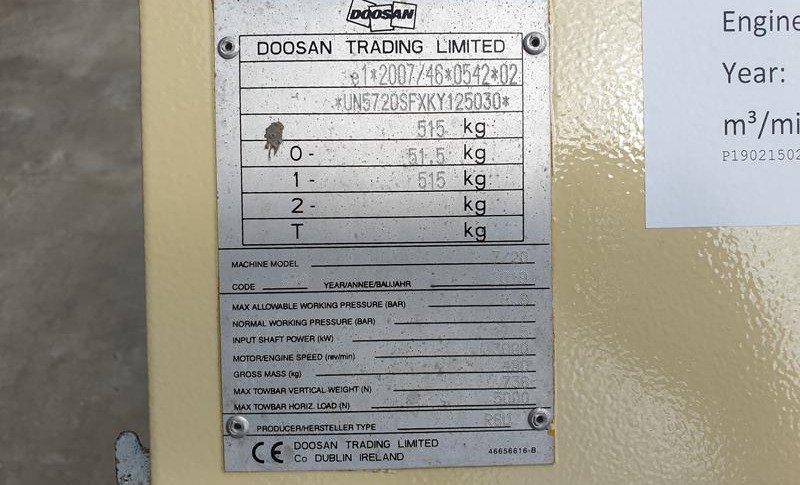 DOOSAN
DOOSAN TRADING LIMITED
e1*2007/46*0542*02
*UN5720SFXKY125030*
515 kg
0- 51.5 kg
1- 515 kg
2- kg
T kg
MACHINE MODEL 7/20
CODE YEAR/ANNEE/BAUJAHR
MAX ALLOWABLE WORKING PRESSURE (BAR)
NORMAL WORKING PRESSURE (BAR)
INPUT SHAFT POWER (kW)
MOTOR/ENGINE SPEED (rev/min)
GROSS MASS (kg)
MAX TOWBAR VERTICAL WEIGHT (N) 736
MAX TOWBAR HORIZ. LOAD (N)
PRODUCER/HERSTELLER TYPE
CE DOOSAN TRADING LIMITED
Co DUBLIN IRELAND 46656616-B
Engine
Year:
m³/mi
P19021502